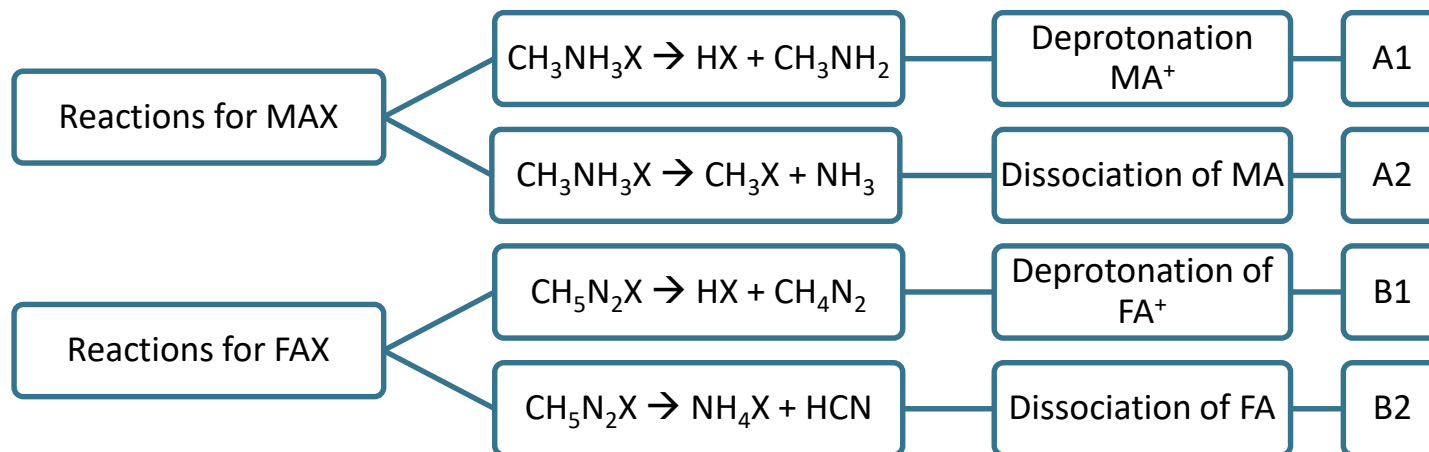 Reactions for MAX
CH₃NH₃X → HX + CH₃NH₂
Deprotonation
MA⁺
A1
CH₃NH₃X → CH₃X + NH₃
Dissociation of MA
A2
Reactions for FAX
CH₅N₂X → HX + CH₄N₂
Deprotonation of
FA⁺
B1
CH₅N₂X → NH₄X + HCN
Dissociation of FA
B2